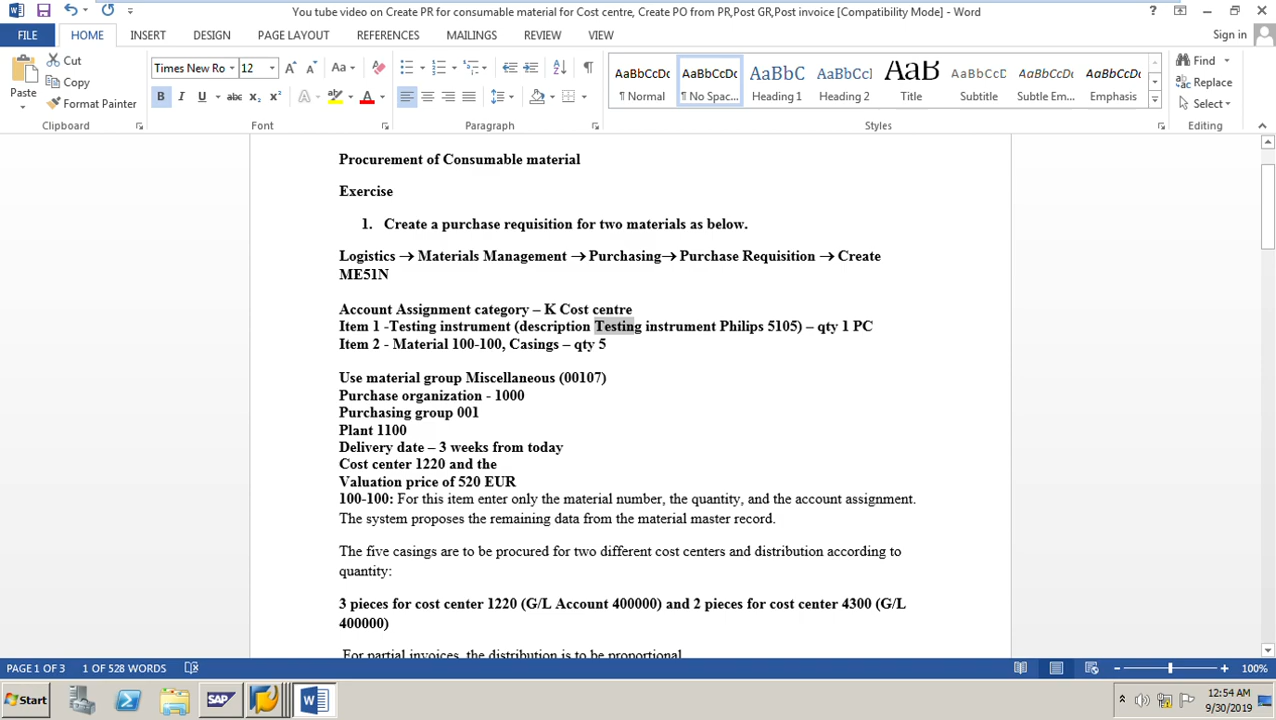 You tube video on Create PR for consumable material for Cost centre, Create PO from PR,Post GR,Post invoice [Compatibility Mode] - Word
FILE HOME INSERT DESIGN PAGE LAYOUT REFERENCES MAILINGS REVIEW VIEW Sign in
Paste Cut Copy Format Painter
Times New Ro 12
AaBbCcDc AaBbCcDc AaBbC AaBbCc AaB AaBbCcD AaBbCcDc AaBbCcDc
¶ Normal ¶ No Spac... Heading 1 Heading 2 Title Subtitle Subtle Em... Emphasis
Find Replace Select
Clipboard Font Paragraph Styles Editing
Procurement of Consumable material
Exercise
1. Create a purchase requisition for two materials as below.
Logistics → Materials Management → Purchasing→ Purchase Requisition → Create
ME51N
Account Assignment category – K Cost centre
Item 1 -Testing instrument (description Testing instrument Philips 5105) – qty 1 PC
Item 2 - Material 100-100, Casings – qty 5
Use material group Miscellaneous (00107)
Purchase organization - 1000
Purchasing group 001
Plant 1100
Delivery date – 3 weeks from today
Cost center 1220 and the
Valuation price of 520 EUR
100-100: For this item enter only the material number, the quantity, and the account assignment.
The system proposes the remaining data from the material master record.
The five casings are to be procured for two different cost centers and distribution according to
quantity:
3 pieces for cost center 1220 (G/L Account 400000) and 2 pieces for cost center 4300 (G/L
400000)
For partial invoices, the distribution is to be proportional
PAGE 1 OF 3 1 OF 528 WORDS 100%
Start SAP 12:54 AM
9/30/2019